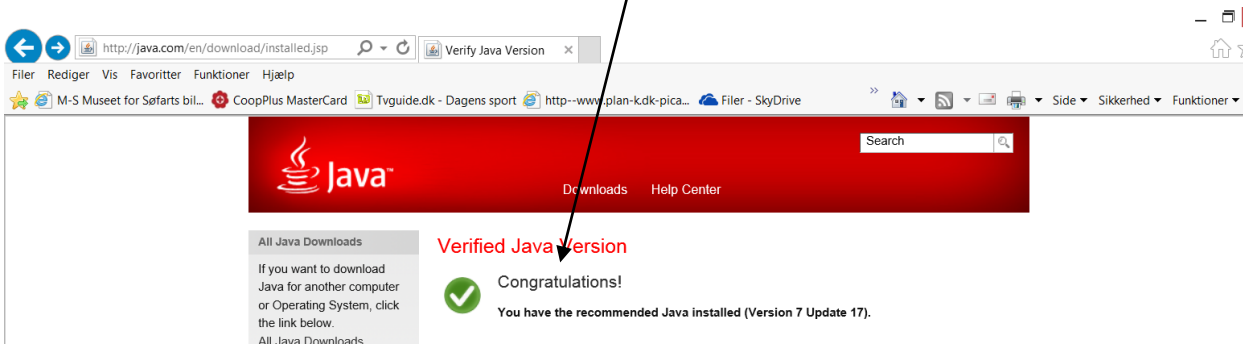 http://java.com/en/download/installed.jsp
Verify Java Version
Filer Rediger Vis Favoritter Funktioner Hjælp
M-S Museet for Søfarts bil... CoopPlus MasterCard Tvguide.dk - Dagens sport http--www.plan-k.dk-pica... Filer - SkyDrive » Side Sikkerhed Funktioner
Java™
Search
Downloads Help Center
All Java Downloads
If you want to download
Java for another computer
or Operating System, click
the link below.
All Java Downloads
Verified Java Version
Congratulations!
You have the recommended Java installed (Version 7 Update 17).